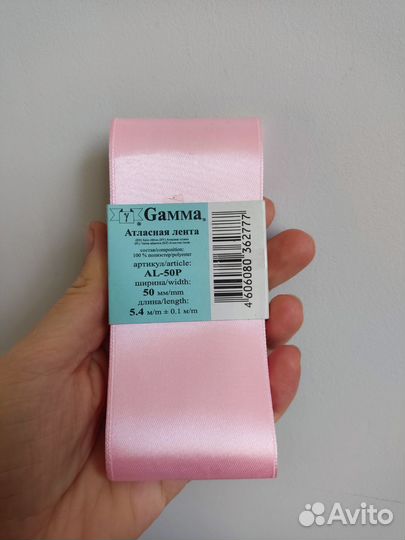 γ Gamma®
Атласная лента
состав/composition:
100 % полиэстер/polyester
артикул/article:
AL-50P
ширина/width:
50 мм/mm
длина/length:
5.4 м/m ± 0.1 м/m
4 606080 362777
Avito